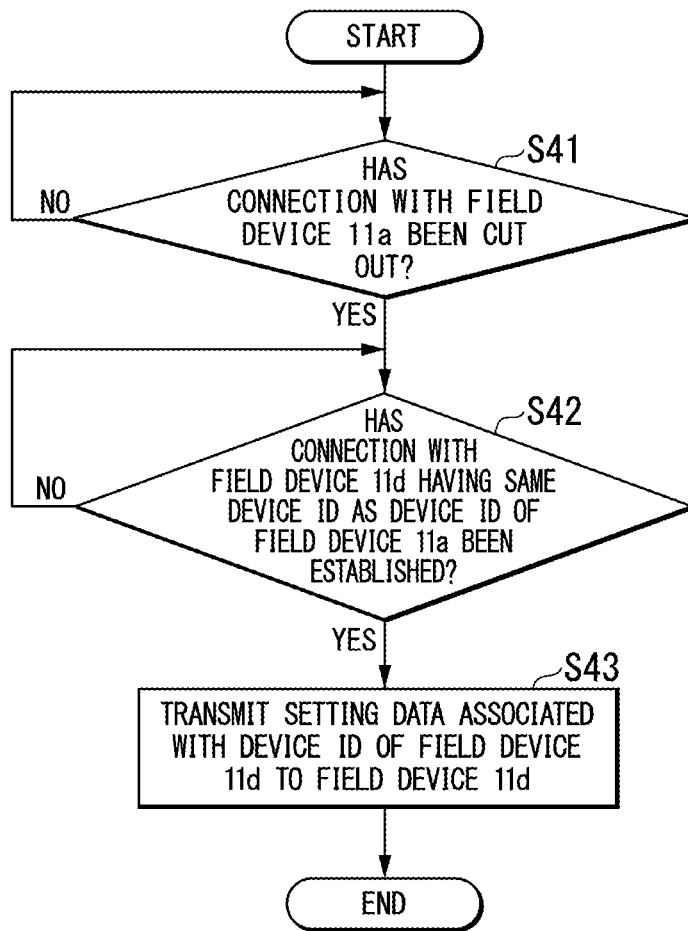 START
S41
HAS
CONNECTION WITH FIELD
DEVICE 11a BEEN CUT
OUT?
NO
YES
S42
HAS
CONNECTION WITH
FIELD DEVICE 11d HAVING SAME
DEVICE ID AS DEVICE ID OF
FIELD DEVICE 11a BEEN
ESTABLISHED?
NO
YES
S43
TRANSMIT SETTING DATA ASSOCIATED
WITH DEVICE ID OF FIELD DEVICE
11d TO FIELD DEVICE 11d
END